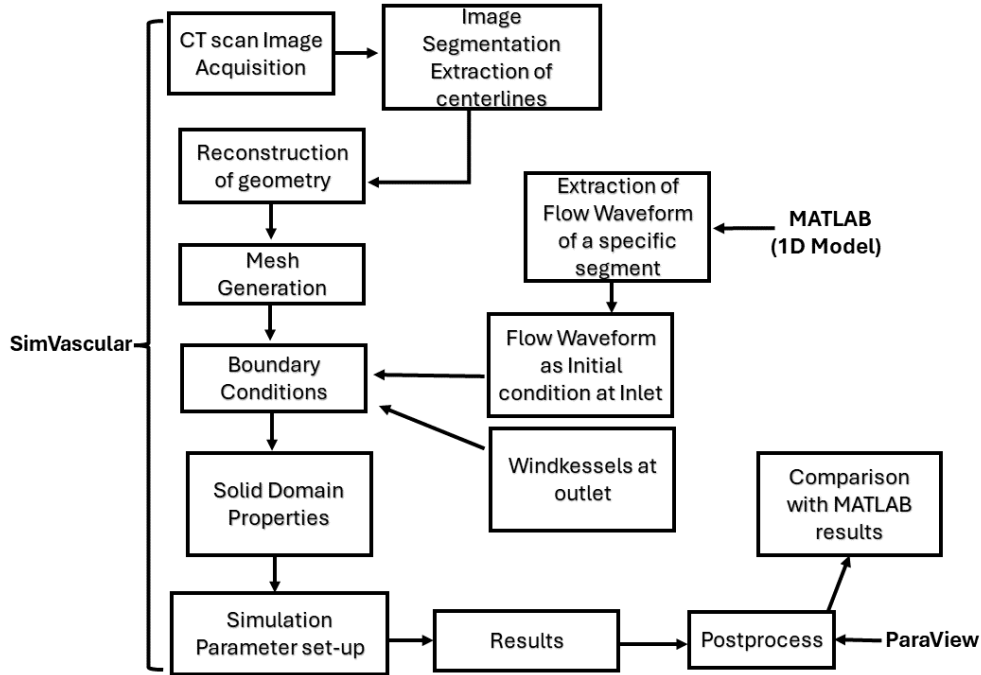 CT scan Image
Acquisition
Image
Segmentation
Extraction of
centerlines
Reconstruction
of geometry
Extraction of
Flow Waveform
of a specific
segment
MATLAB
(1D Model)
Mesh
Generation
SimVascular
Boundary
Conditions
Flow Waveform
as Initial
condition at Inlet
Windkessels at
outlet
Solid Domain
Properties
Comparison
with MATLAB
results
Simulation
Parameter set-up
Results
Postprocess
ParaView